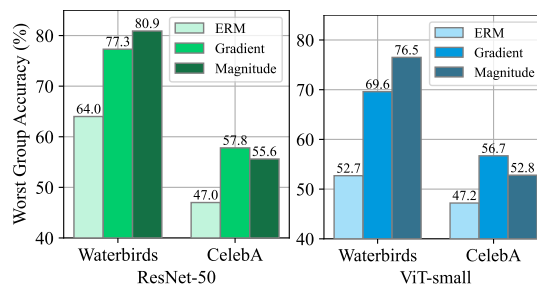 Worst Group Accuracy (%)
80
70
60
50
40
64.0
77.3
80.9
47.0
57.8
55.6
ERM
Gradient
Magnitude
Waterbirds
CelebA
ResNet-50
80
70
60
50
40
52.7
69.6
76.5
47.2
56.7
52.8
ERM
Gradient
Magnitude
Waterbirds
CelebA
ViT-small